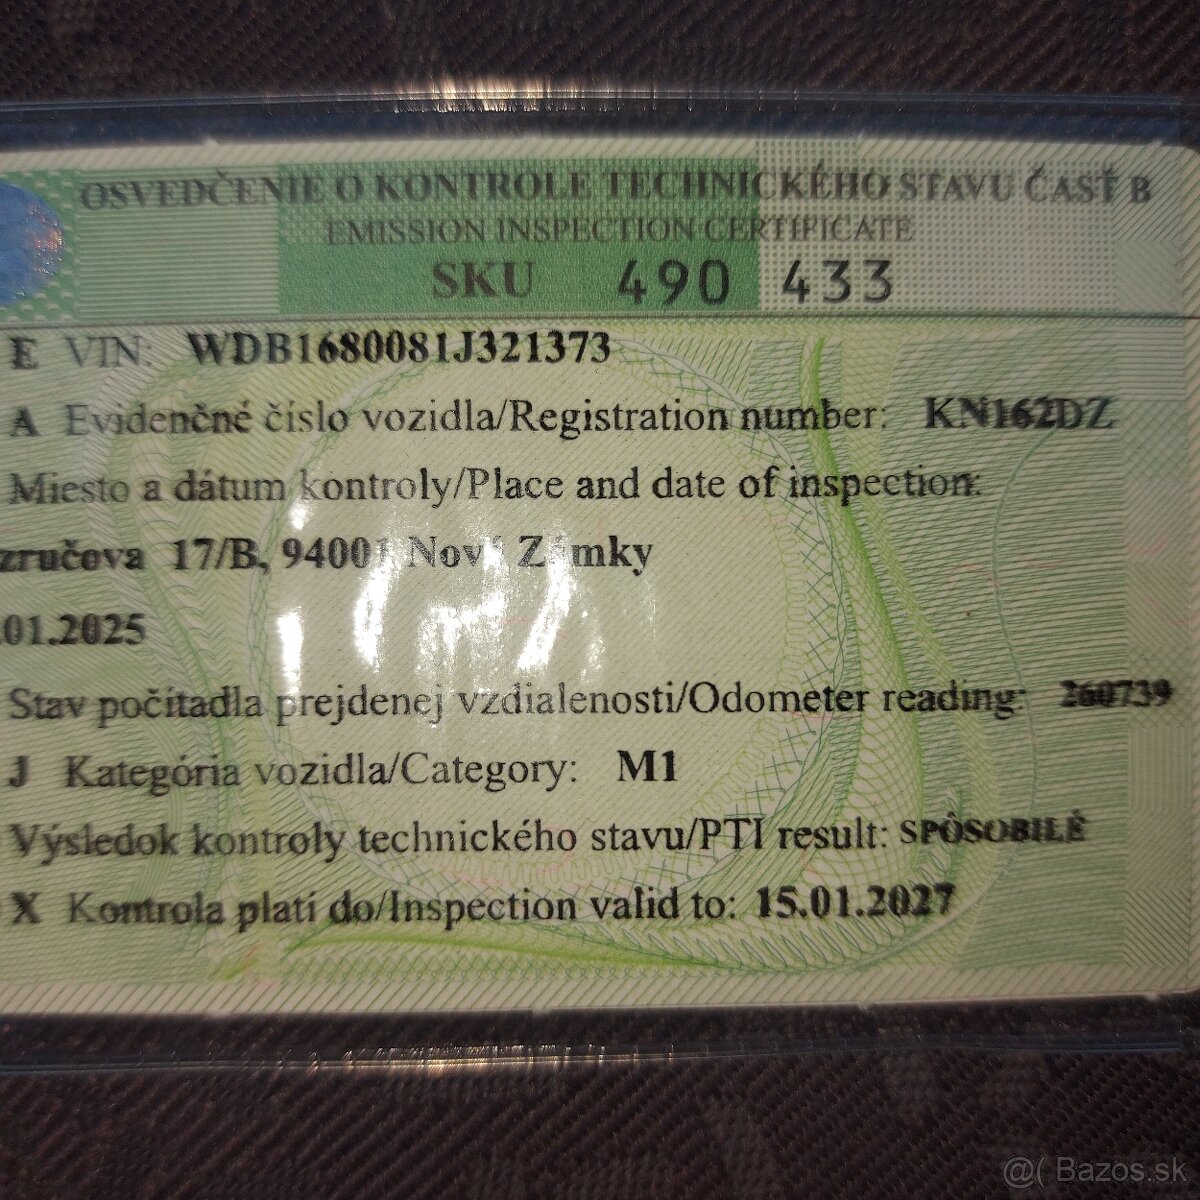 OSVEDČENIE O KONTROLE TECHNICKÉHO STAVU ČASŤ B
EMISSION INSPECTION CERTIFICATE
SKU 490 433
E VIN: WDB1680081J321373
A Evidenčné číslo vozidla/Registration number: KN162DZ
Miesto a dátum kontroly/Place and date of inspection:
zručova 17/B, 94001 Nové Zámky
.01.2025
Stav počítadla prejdenej vzdialenosti/Odometer reading: 260739
J Kategória vozidla/Category: M1
Výsledok kontroly technického stavu/PTI result: SPÔSOBILÉ
X Kontrola platí do/Inspection valid to: 15.01.2027
@( Bazos.sk